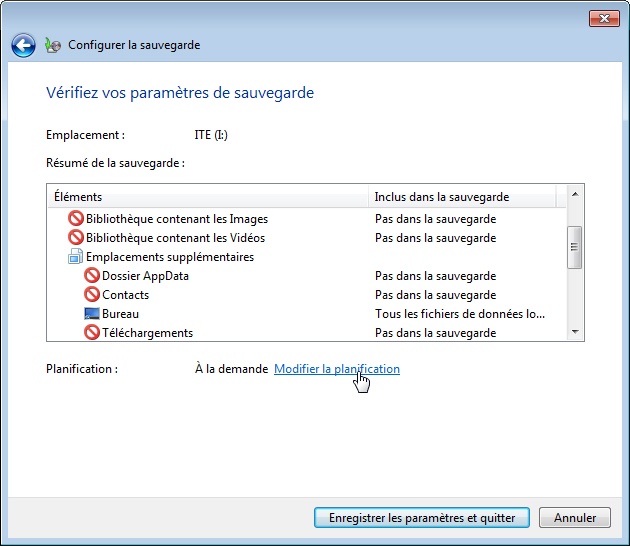 Configurer la sauvegarde
Vérifiez vos paramètres de sauvegarde
Emplacement : ITE (I:)
Résumé de la sauvegarde :
Éléments Inclus dans la sauvegarde
Bibliothèque contenant les Images Pas dans la sauvegarde
Bibliothèque contenant les Vidéos Pas dans la sauvegarde
Emplacements supplémentaires
Dossier AppData Pas dans la sauvegarde
Contacts Pas dans la sauvegarde
Bureau Tous les fichiers de données lo...
Téléchargements Pas dans la sauvegarde
Planification : À la demande Modifier la planification
Enregistrer les paramètres et quitter Annuler